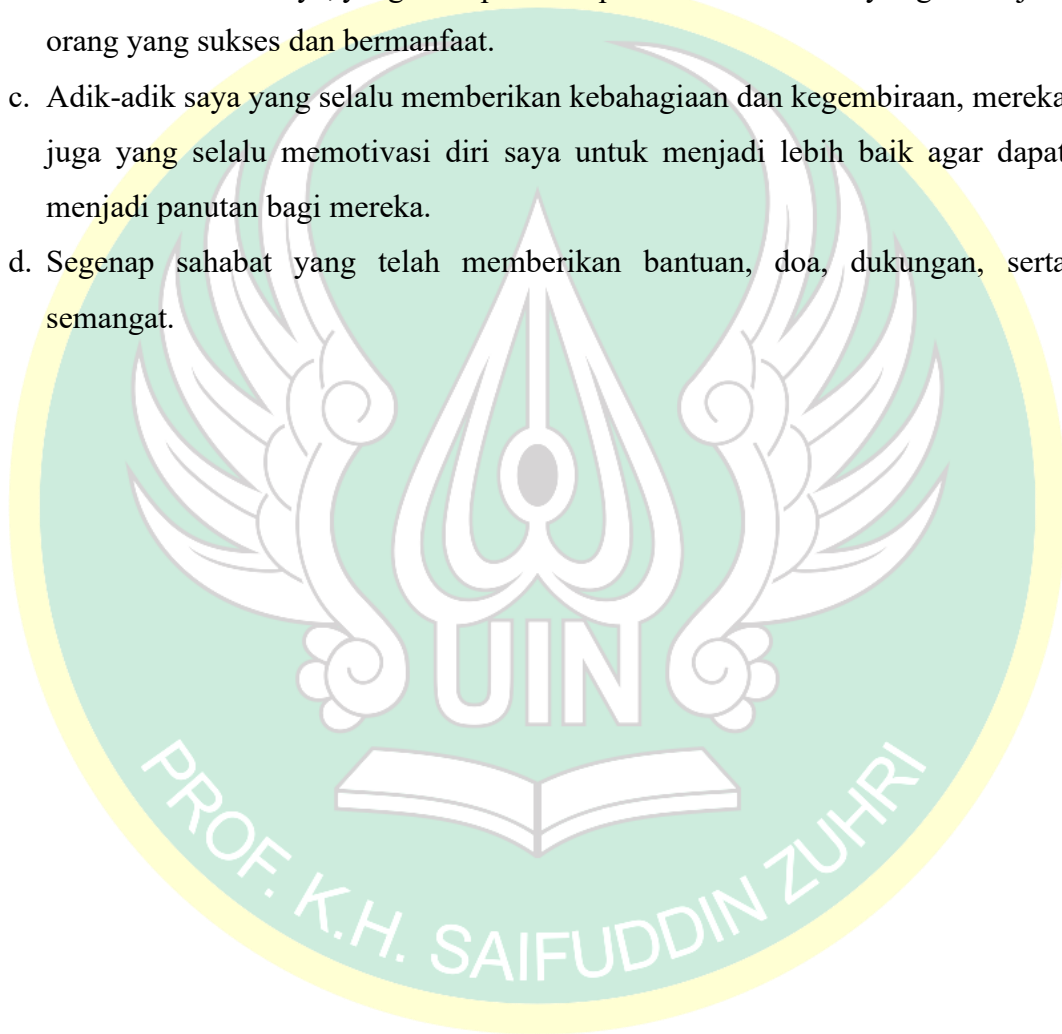 orang yang sukses dan bermanfaat.
c. Adik-adik saya yang selalu memberikan kebahagiaan dan kegembiraan, mereka
juga yang selalu memotivasi diri saya untuk menjadi lebih baik agar dapat
menjadi panutan bagi mereka.
d. Segenap sahabat yang telah memberikan bantuan, doa, dukungan, serta
semangat.
UIN
PROF. K.H. SAIFUDDIN ZUHRI